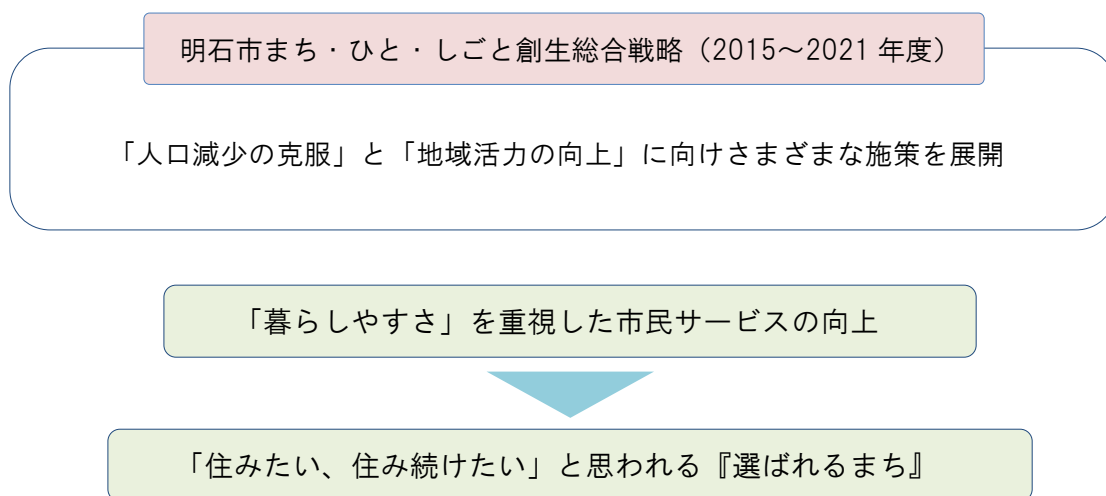 明石市まち・ひと・しごと創生総合戦略（2015～2021 年度）
「人口減少の克服」と「地域活力の向上」に向けさまざまな施策を展開
「暮らしやすさ」を重視した市民サービスの向上
「住みたい、住み続けたい」と思われる『選ばれるまち』